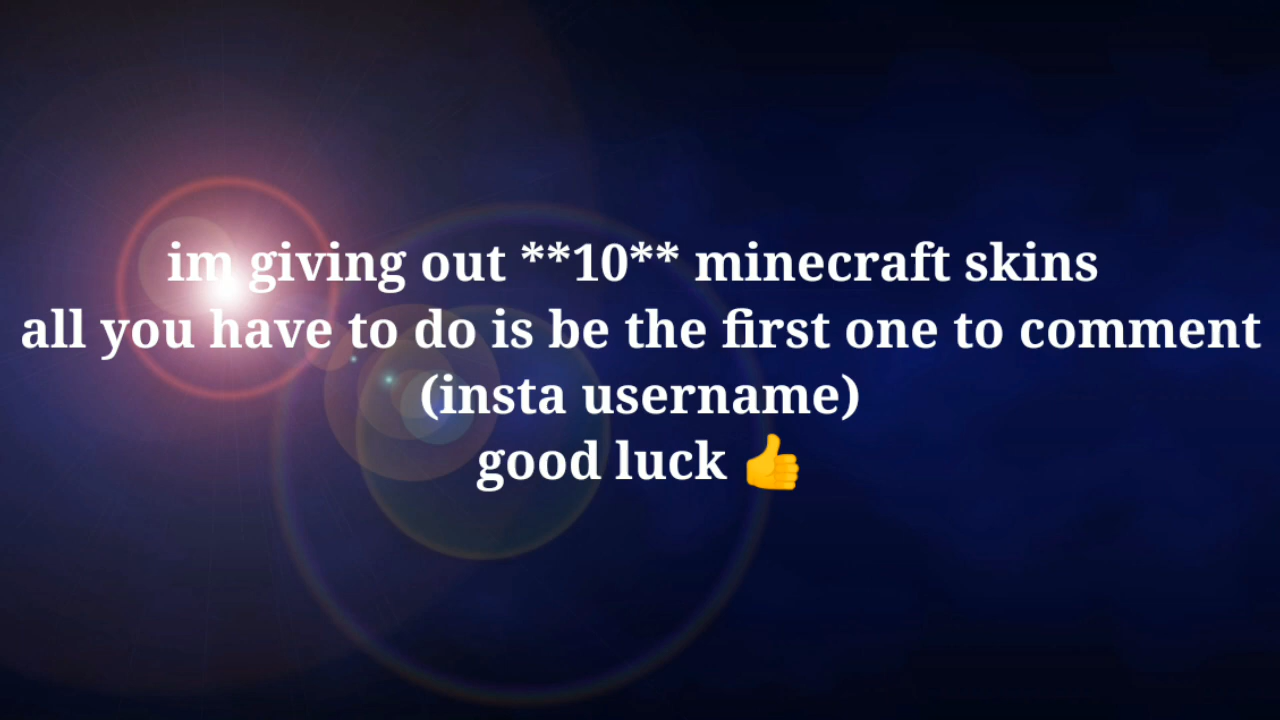 im giving out **10** minecraft skins
all you have to do is be the first one to comment
(insta username)
good luck 👍